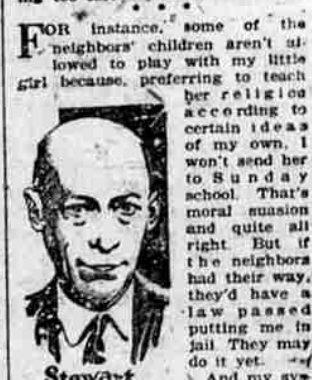 FOR instance, some of the
neighbors' children aren't al-
lowed to play with my little
girl because, preferring to teach
her religion
according to
certain ideas
of my own, I
won't send her
to Sunday
school. That's
moral suasion
and quite all
right. But if
the neighbors
had their way,
they'd have a
law passed
putting me in
jail. They may
do it yet.
And my
Stewart